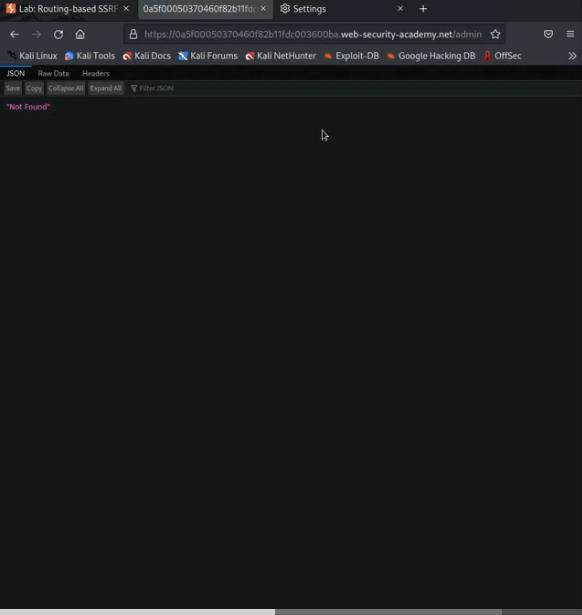 Lab: Routing-based SSRF
0a5f00050370460f82b11fdc
Settings
https://0a5f00050370460f82b11fdc003600ba.web-security-academy.net/admin
Kali Linux Kali Tools Kali Docs Kali Forums Kali NetHunter Exploit-DB Google Hacking DB OffSec
JSON Raw Data Headers
Save Copy Collapse All Expand All Filter JSON
"Not Found"